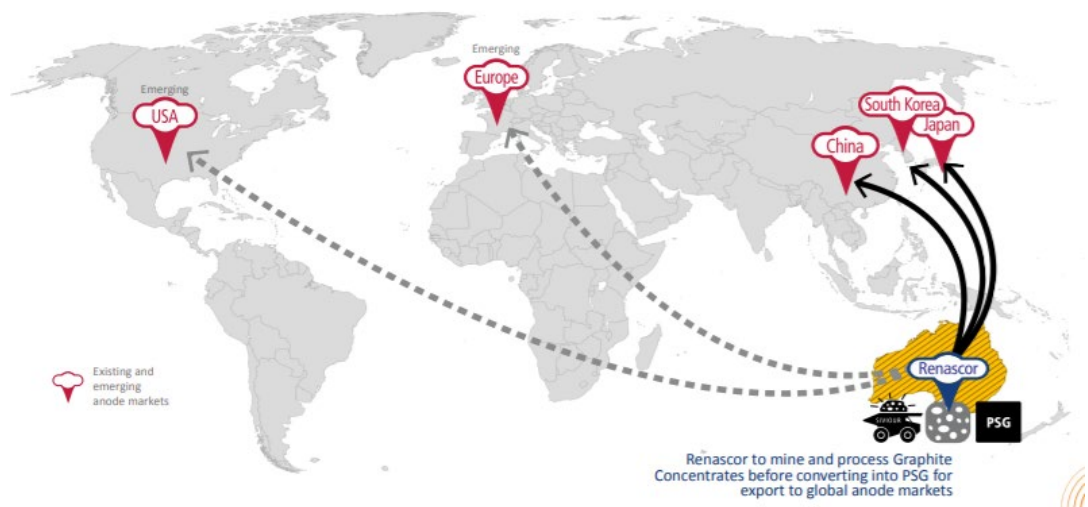 Emerging
USA
Emerging
Europe
South Korea
Japan
China
Existing and
emerging
anode markets
Renascor
SIVIOUR
PSG
Renascor to mine and process Graphite
Concentrates before converting into PSG for
export to global anode markets